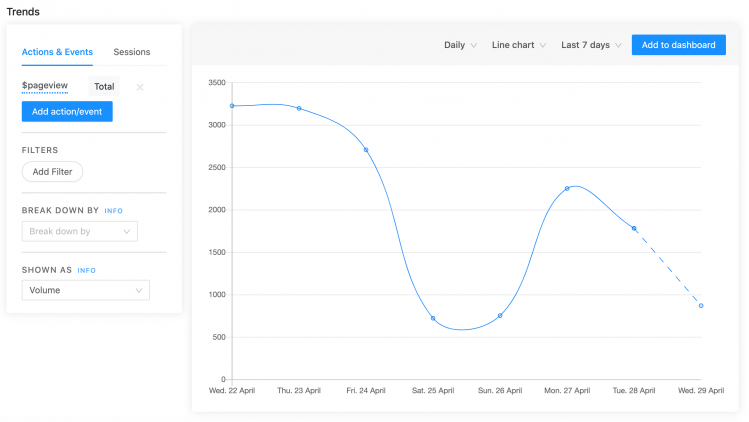 Trends
Actions & Events Sessions
$pageview Total
Add action/event
FILTERS
Add Filter
BREAK DOWN BY INFO
Break down by
SHOWN AS INFO
Volume
Daily Line chart Last 7 days Add to dashboard
3500
3000
2500
2000
1500
1000
500
0
Wed. 22 April Thu. 23 April Fri. 24 April Sat. 25 April Sun. 26 April Mon. 27 April Tue. 28 April Wed. 29 April